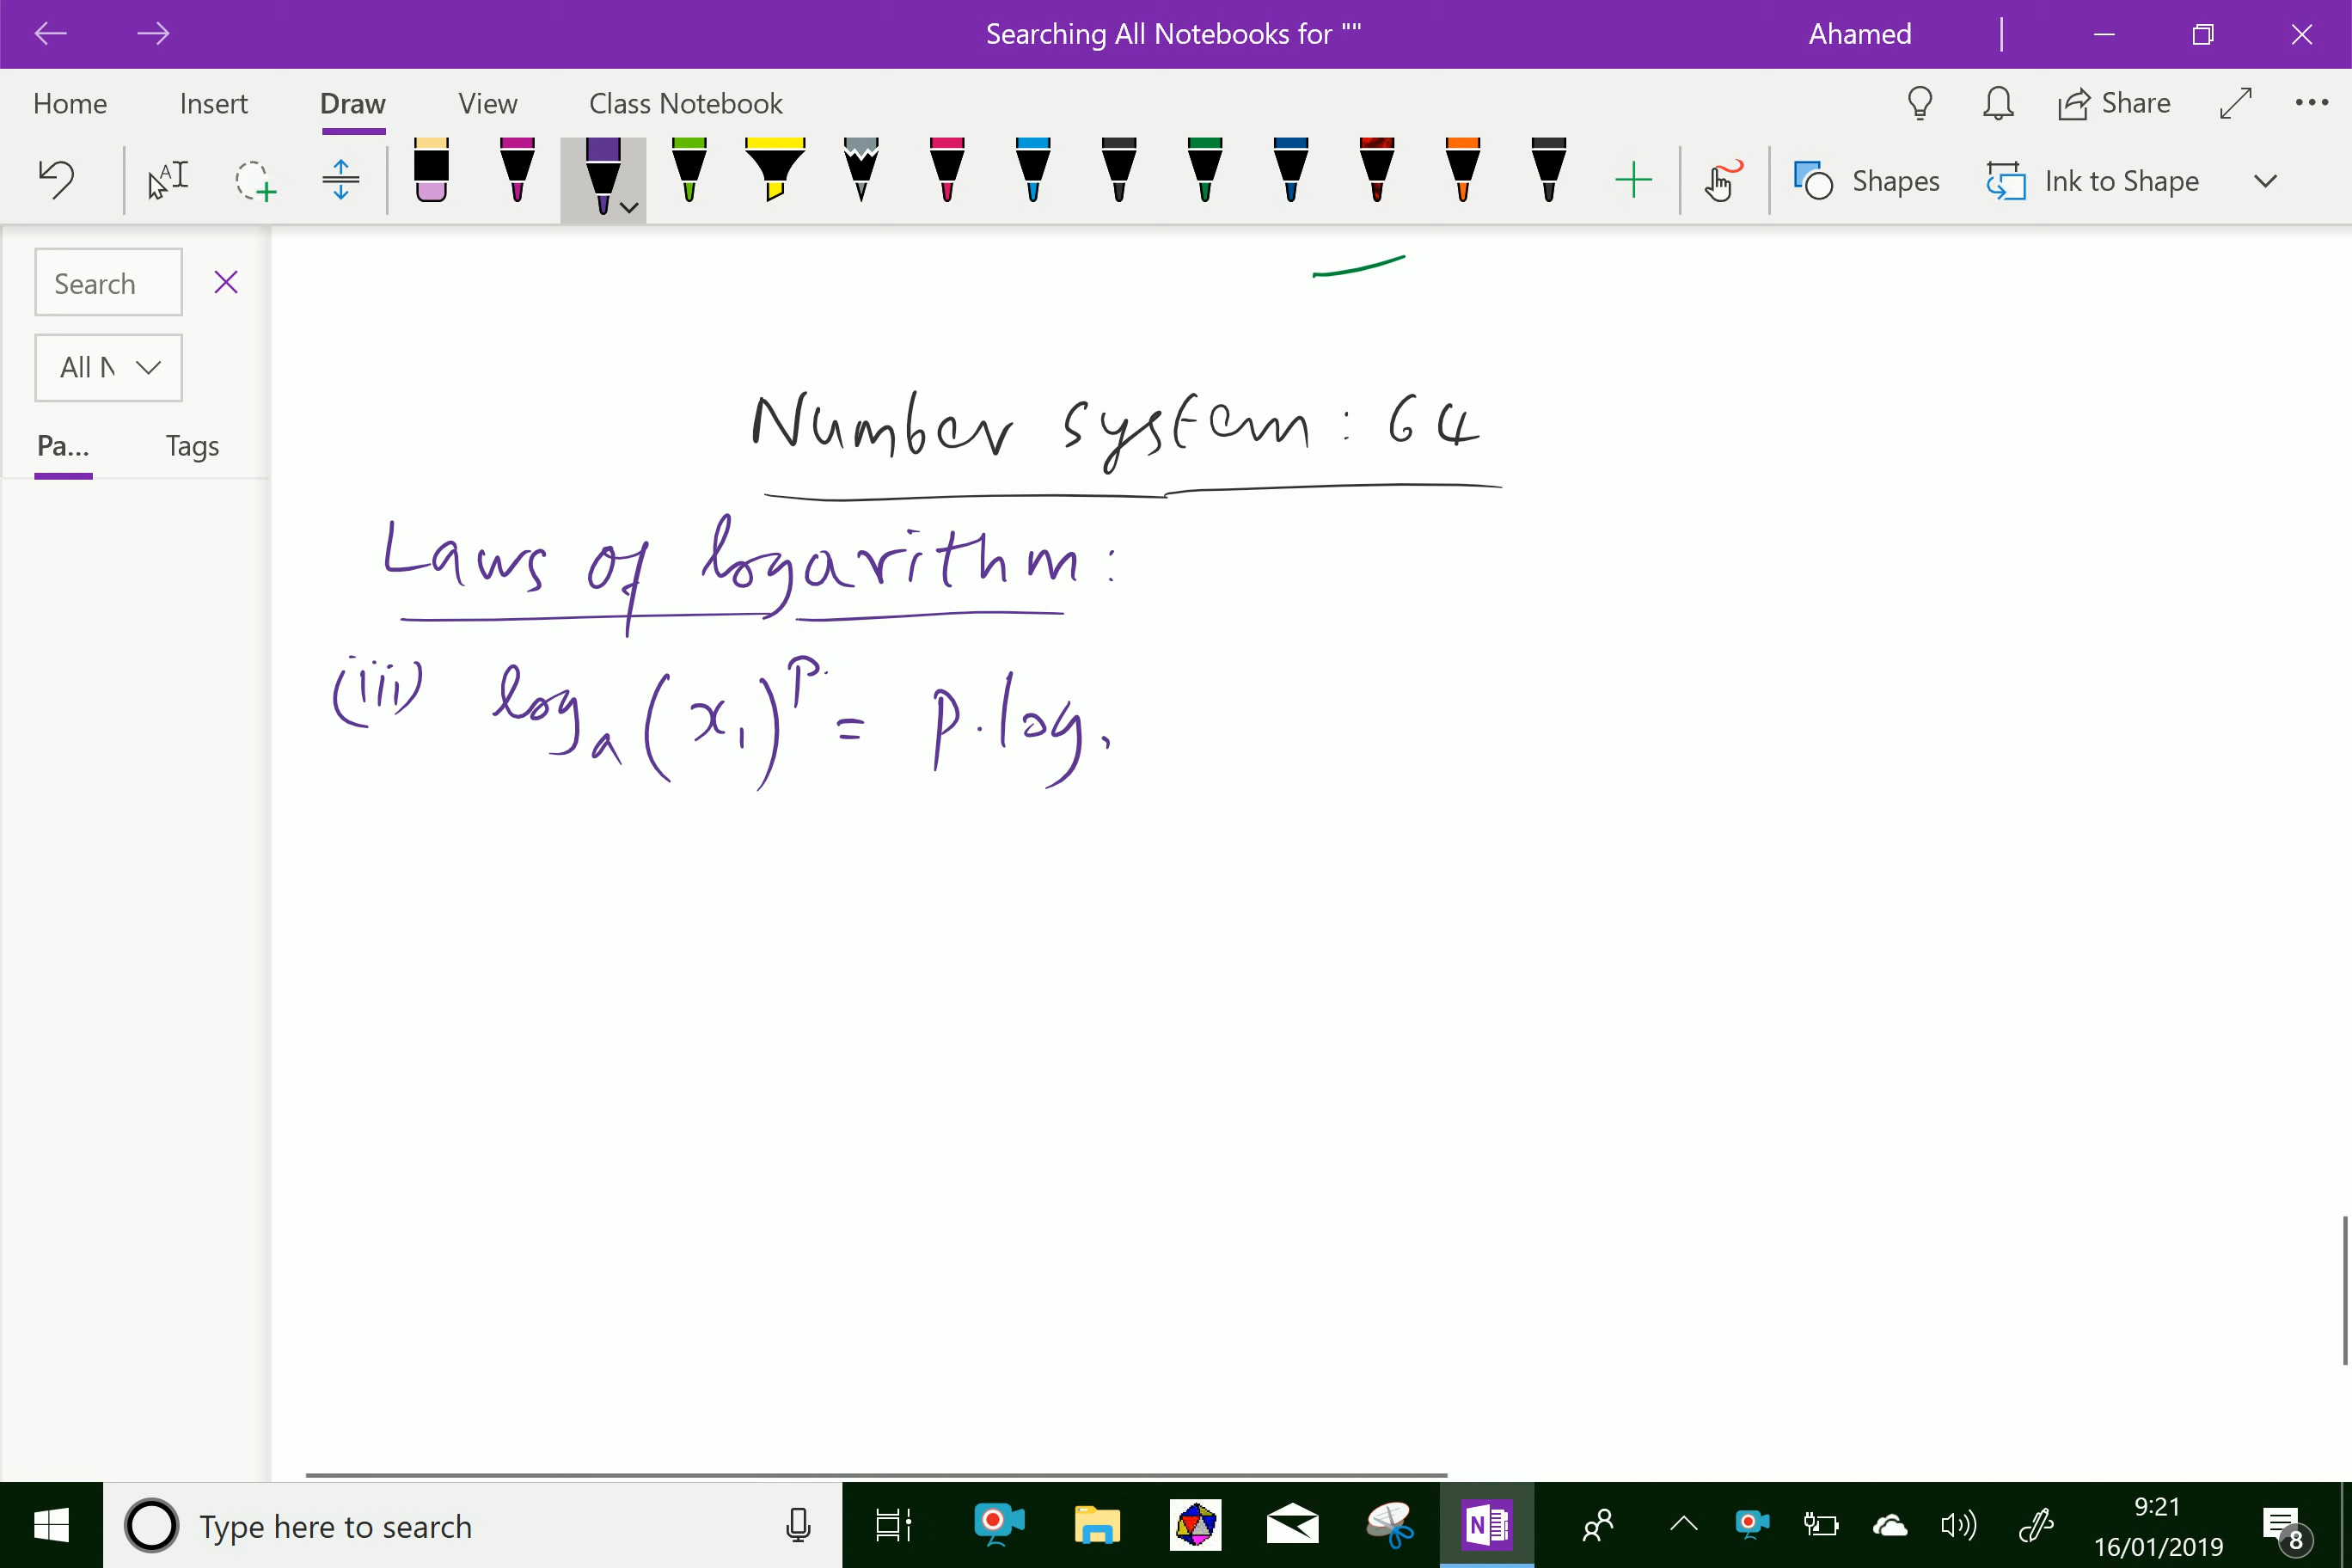 Searching All Notebooks for ""
Ahamed
Home Insert Draw View Class Notebook
Share
Shapes
Ink to Shape
Search
All N
Pa... Tags
Number system : 64
Laws of logarithm :
(iii) logₐ(x₁)ᵖ· = p.log,
Type here to search
9:21
16/01/2019
8